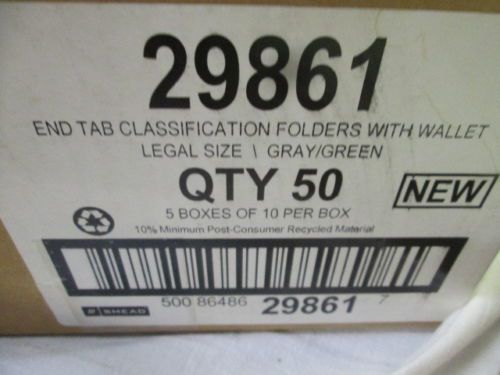 29861
END TAB CLASSIFICATION FOLDERS WITH WALLET
LEGAL SIZE \ GRAY/GREEN
QTY 50
NEW
5 BOXES OF 10 PER BOX
10% Minimum Post-Consumer Recycled Material
500 86486 29861 7
SMEAD